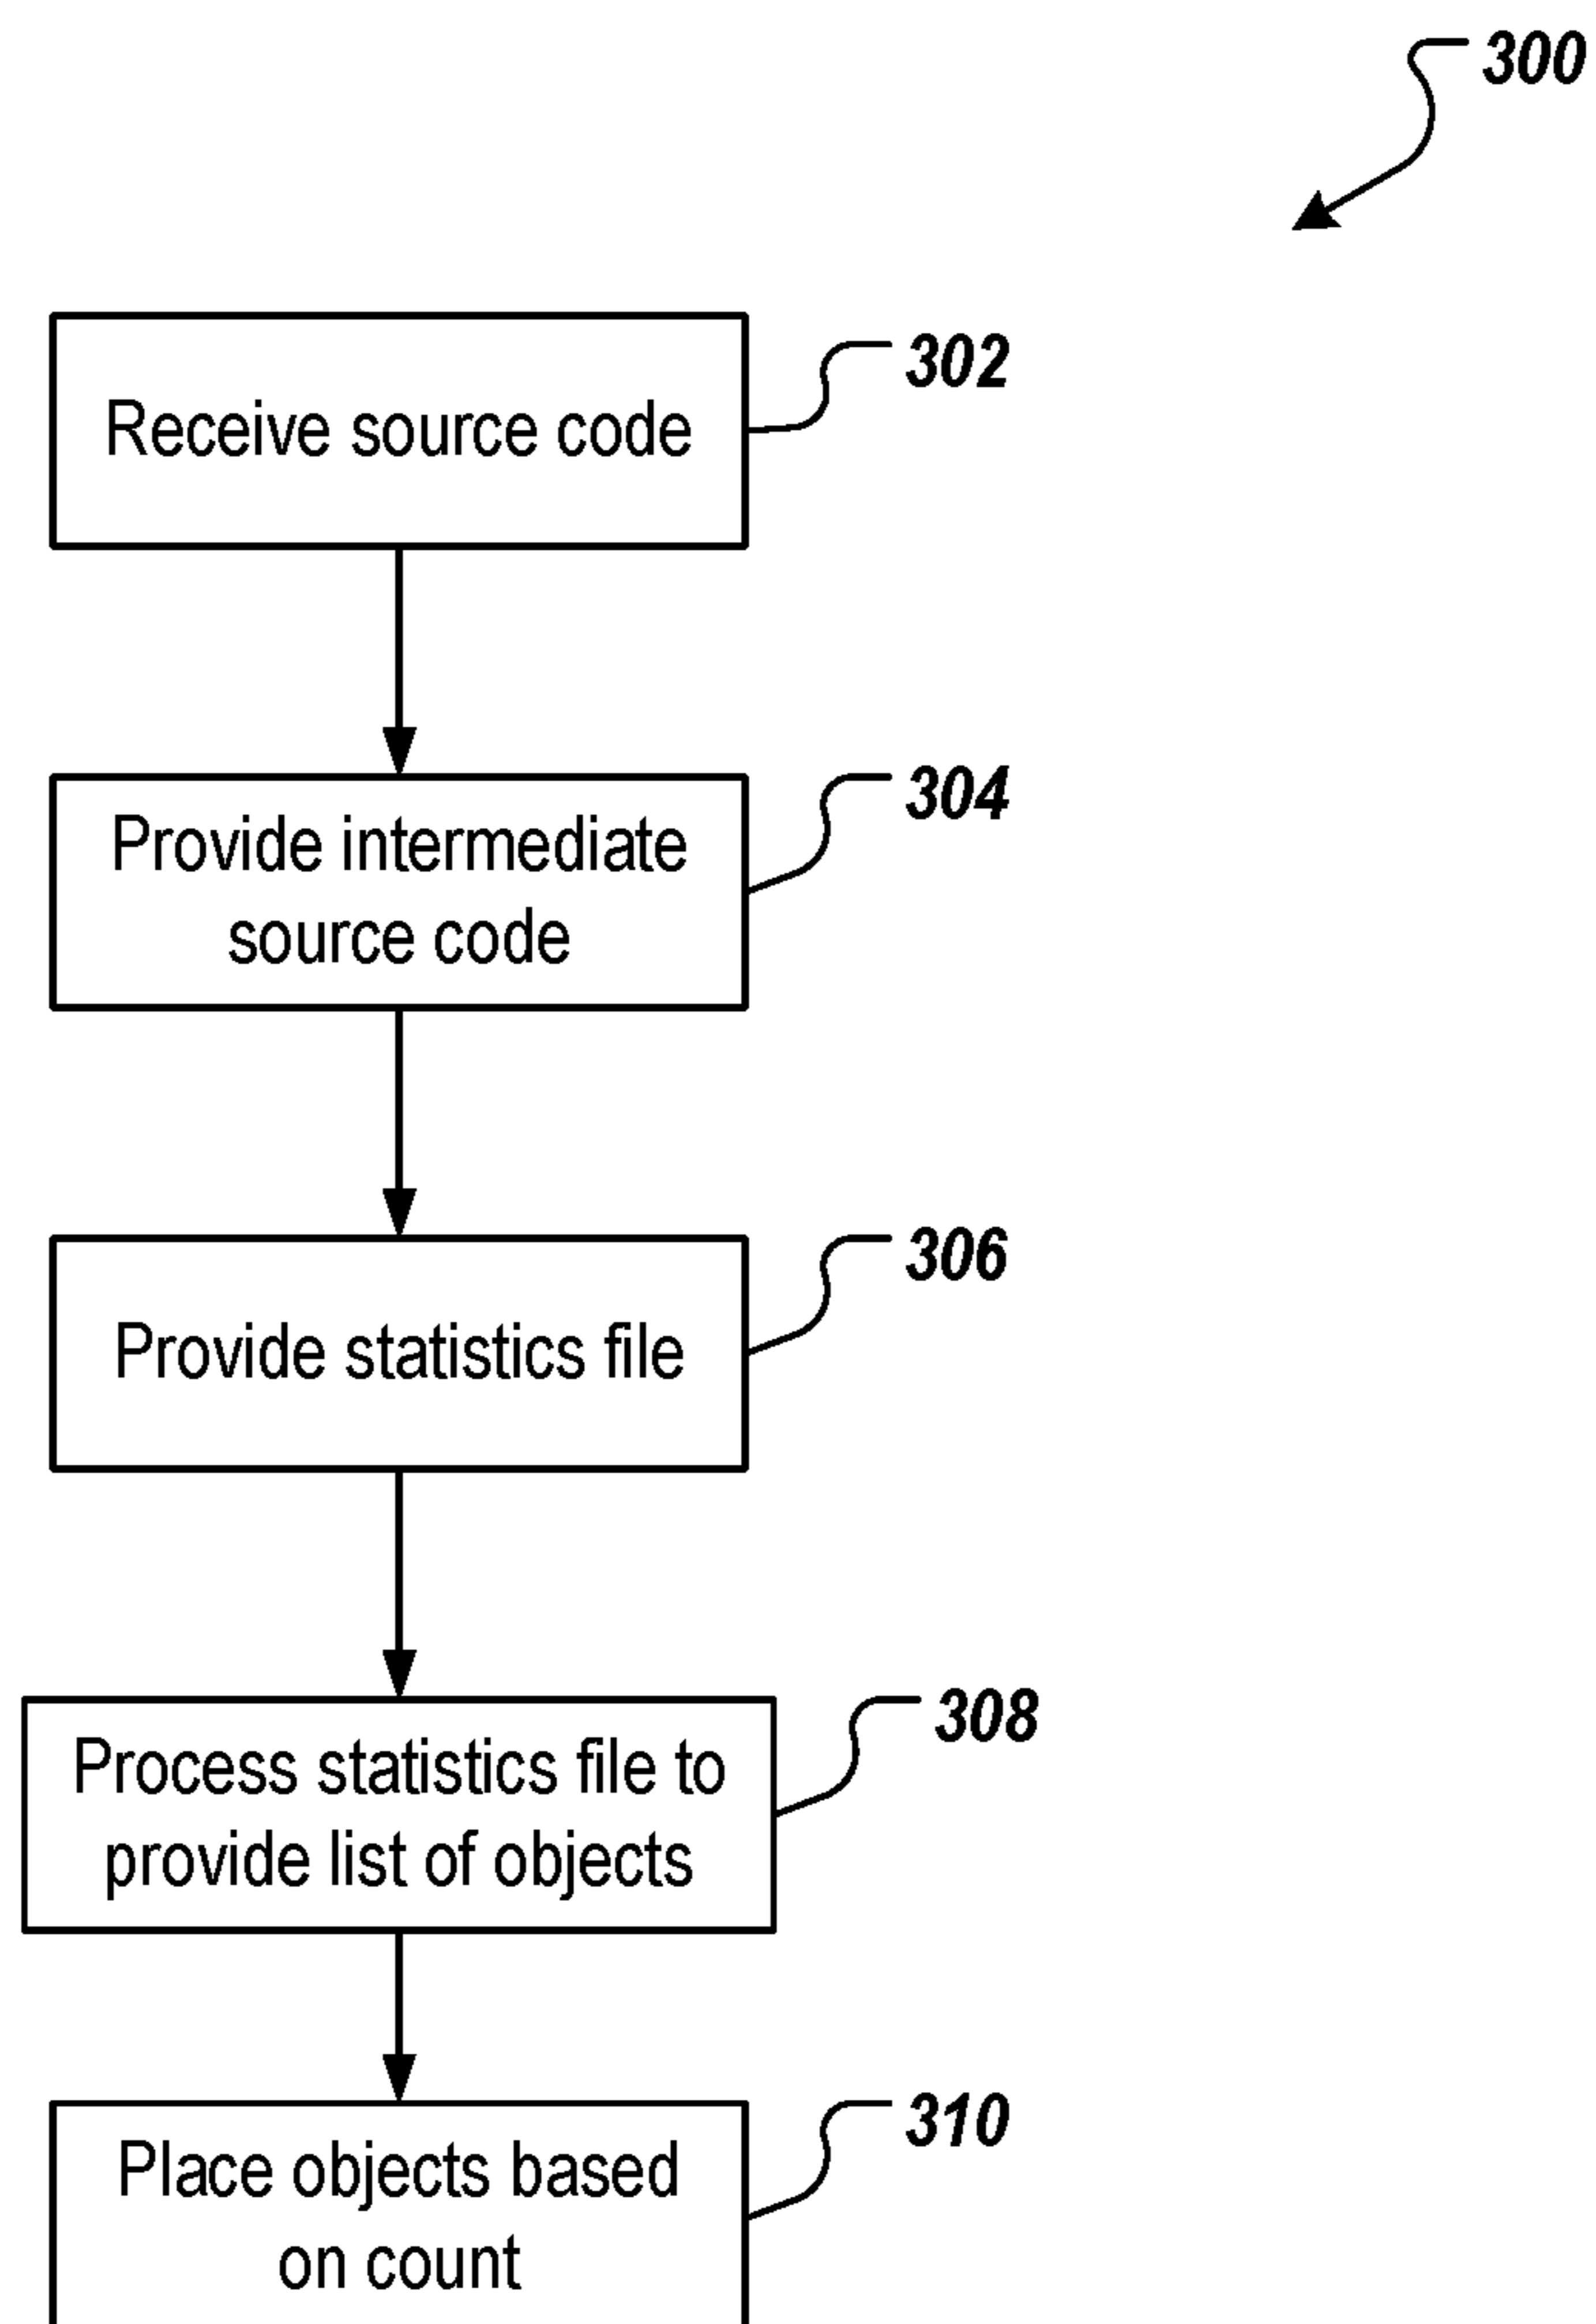 300
302
Receive source code
304
Provide intermediate
source code
306
Provide statistics file
308
Process statistics file to
provide list of objects
310
Place objects based
on count